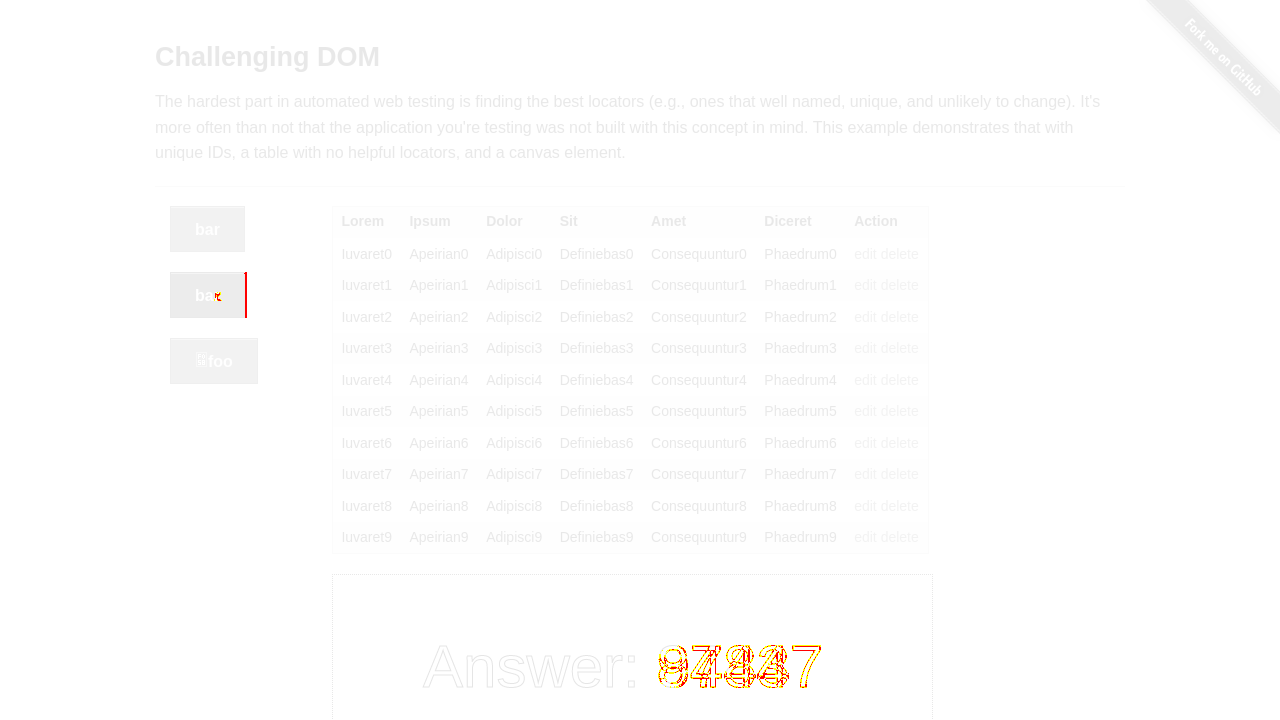 Fork me on GitHub
Challenging DOM
The hardest part in automated web testing is finding the best locators (e.g., ones that well named, unique, and unlikely to change). It's
more often than not that the application you're testing was not built with this concept in mind. This example demonstrates that with
unique IDs, a table with no helpful locators, and a canvas element.
bar
foo
Lorem Ipsum Dolor Sit Amet Diceret Action
Iuvaret0 Apeirian0 Adipisci0 Definiebas0 Consequuntur0 Phaedrum0 edit delete
Iuvaret1 Apeirian1 Adipisci1 Definiebas1 Consequuntur1 Phaedrum1 edit delete
Iuvaret2 Apeirian2 Adipisci2 Definiebas2 Consequuntur2 Phaedrum2 edit delete
Iuvaret3 Apeirian3 Adipisci3 Definiebas3 Consequuntur3 Phaedrum3 edit delete
Iuvaret4 Apeirian4 Adipisci4 Definiebas4 Consequuntur4 Phaedrum4 edit delete
Iuvaret5 Apeirian5 Adipisci5 Definiebas5 Consequuntur5 Phaedrum5 edit delete
Iuvaret6 Apeirian6 Adipisci6 Definiebas6 Consequuntur6 Phaedrum6 edit delete
Iuvaret7 Apeirian7 Adipisci7 Definiebas7 Consequuntur7 Phaedrum7 edit delete
Iuvaret8 Apeirian8 Adipisci8 Definiebas8 Consequuntur8 Phaedrum8 edit delete
Iuvaret9 Apeirian9 Adipisci9 Definiebas9 Consequuntur9 Phaedrum9 edit delete
Answer: